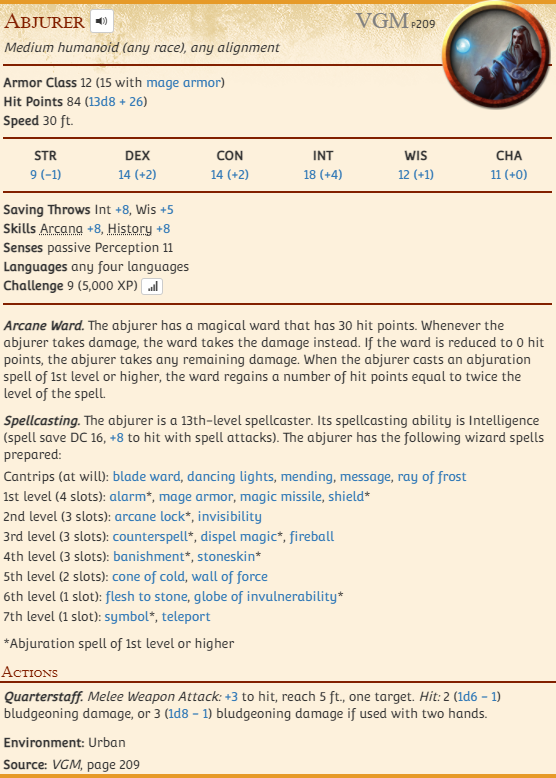 Abjurer VGM P209
Medium humanoid (any race), any alignment
Armor Class 12 (15 with mage armor)
Hit Points 84 (13d8 + 26)
Speed 30 ft.
STR DEX CON INT WIS CHA
9 (−1) 14 (+2) 14 (+2) 18 (+4) 12 (+1) 11 (+0)
Saving Throws Int +8, Wis +5
Skills Arcana +8, History +8
Senses passive Perception 11
Languages any four languages
Challenge 9 (5,000 XP)
Arcane Ward. The abjurer has a magical ward that has 30 hit points. Whenever the
abjurer takes damage, the ward takes the damage instead. If the ward is reduced to 0 hit
points, the abjurer takes any remaining damage. When the abjurer casts an abjuration
spell of 1st level or higher, the ward regains a number of hit points equal to twice the
level of the spell.
Spellcasting. The abjurer is a 13th-level spellcaster. Its spellcasting ability is Intelligence
(spell save DC 16, +8 to hit with spell attacks). The abjurer has the following wizard spells
prepared:
Cantrips (at will): blade ward, dancing lights, mending, message, ray of frost
1st level (4 slots): alarm*, mage armor, magic missile, shield*
2nd level (3 slots): arcane lock*, invisibility
3rd level (3 slots): counterspell*, dispel magic*, fireball
4th level (3 slots): banishment*, stoneskin*
5th level (2 slots): cone of cold, wall of force
6th level (1 slot): flesh to stone, globe of invulnerability*
7th level (1 slot): symbol*, teleport
*Abjuration spell of 1st level or higher
Actions
Quarterstaff. Melee Weapon Attack: +3 to hit, reach 5 ft., one target. Hit: 2 (1d6 − 1)
bludgeoning damage, or 3 (1d8 − 1) bludgeoning damage if used with two hands.
Environment: Urban
Source: VGM, page 209